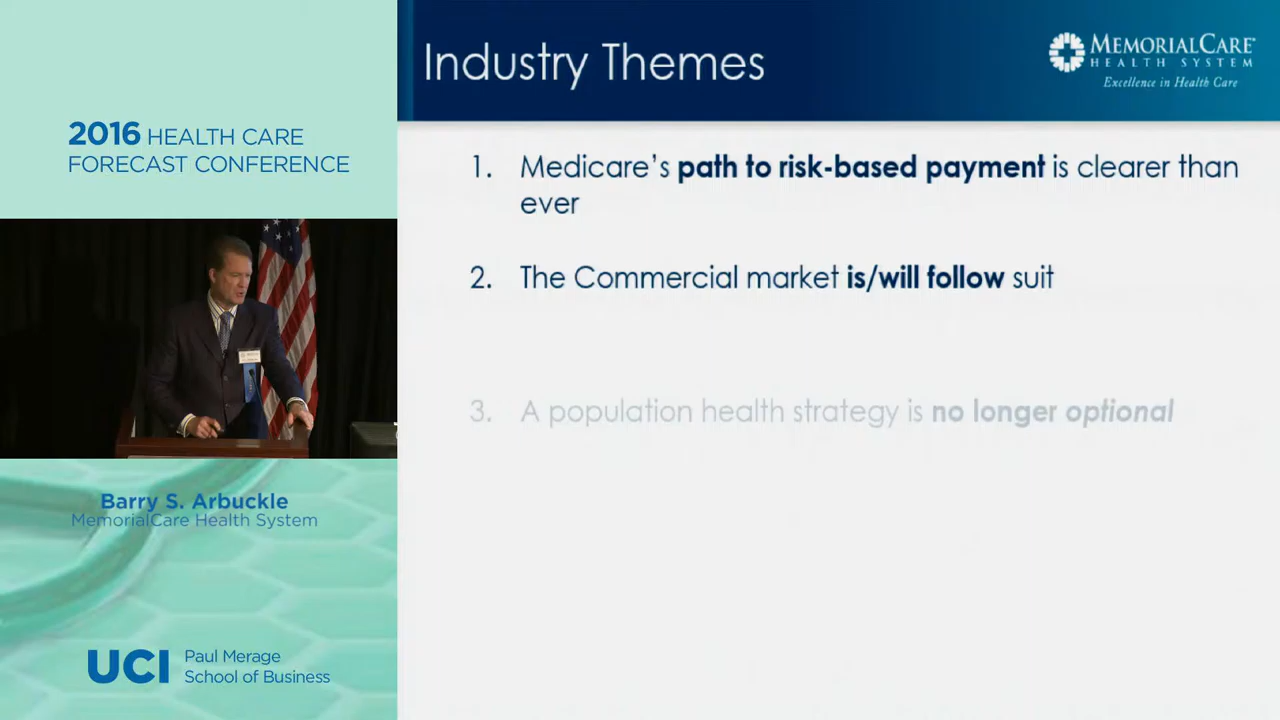 2016 HEALTH CARE
FORECAST CONFERENCE
Barry S. Arbuckle
MemorialCare Health System
UCI
Paul Merage
School of Business
Industry Themes
MEMORIALCARE
HEALTH SYSTEM
Excellence in Health Care
1. Medicare's path to risk-based payment is clearer than
ever
2. The Commercial market is/will follow suit
3. A population health strategy is no longer optional